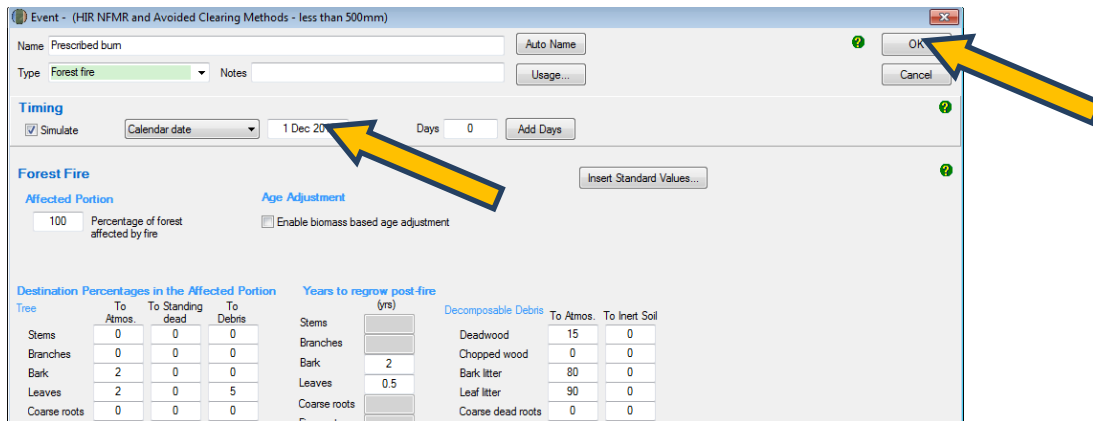 Event - (HIR NFMR and Avoided Clearing Methods - less than 500mm)
Name Prescribed burn Auto Name ? OK
Type Forest fire Notes Usage... Cancel
Timing ?
Simulate Calendar date 1 Dec Days 0 Add Days
Forest Fire Insert Standard Values... ?
Affected Portion Age Adjustment
100 Percentage of forest affected by fire Enable biomass based age adjustment
Destination Percentages in the Affected Portion Years to regrow post-fire
Tree To Atmos. To Standing dead To Debris (yrs) Decomposable Debris To Atmos. To Inert Soil
Stems 0 0 0 Stems Deadwood 15 0
Branches 0 0 0 Branches Chopped wood 0 0
Bark 2 0 0 Bark 2 Bark litter 80 0
Leaves 2 0 5 Leaves 0.5 Leaf litter 90 0
Coarse roots 0 0 0 Coarse roots Coarse dead roots 0 0